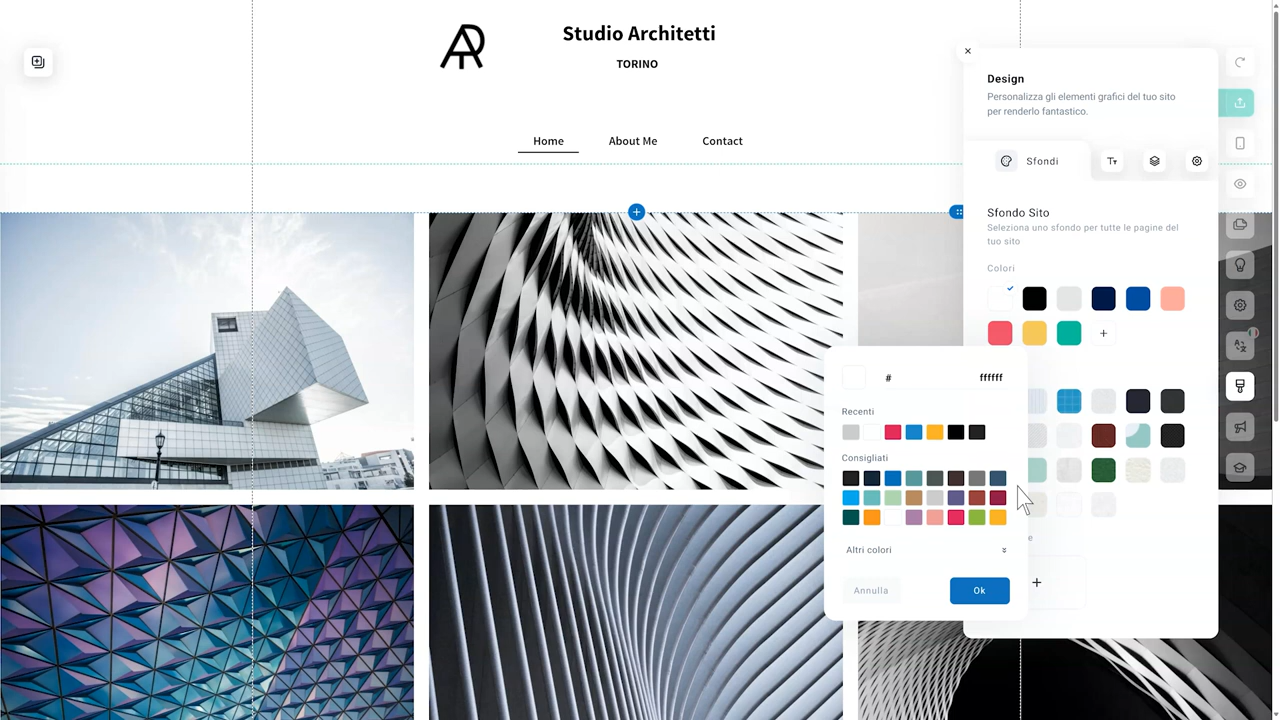 Studio Architetti
TORINO
Home
About Me
Contact
Design
Personalizza gli elementi grafici del tuo sito
per renderlo fantastico.
Sfondi
Sfondo Sito
Seleziona uno sfondo per tutte le pagine del
tuo sito
Colori
#
ffffff
Recenti
Consigliati
Altri colori
Annulla
Ok